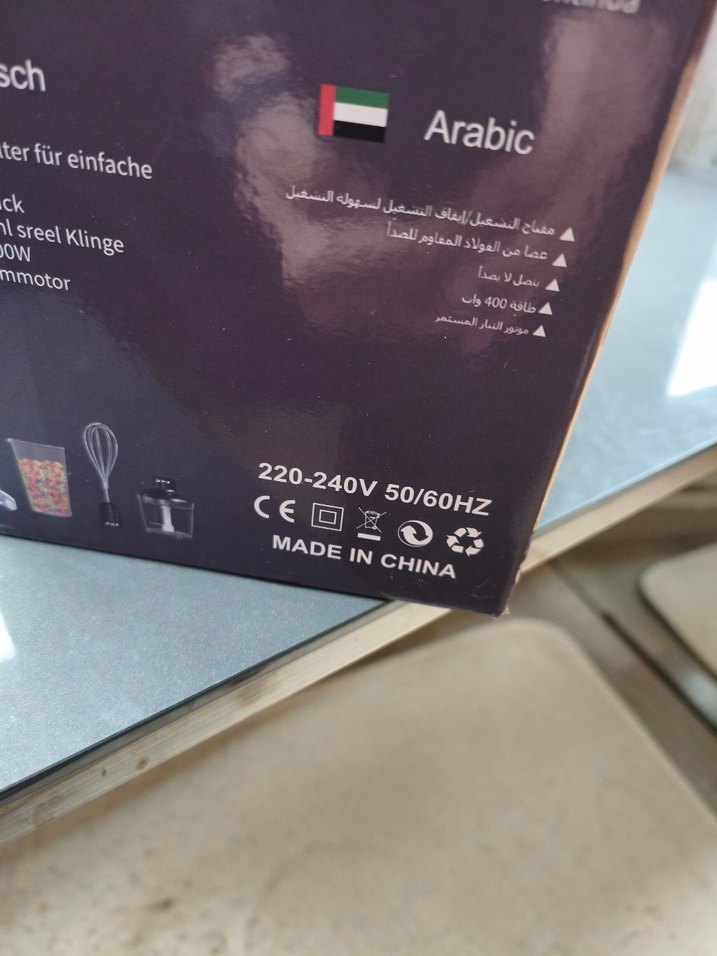 sch
ter für einfache
ck
hl sreel Klinge
00W
mmotor
Arabic
مفتاح التشغيل/إيقاف التشغيل لسهولة التشغيل
عصا من الفولاذ المقاوم للصدأ
بنصل لا يصدأ
طاقة 400 وات
موتور التيار المستمر
220-240V 50/60HZ
CE
MADE IN CHINA